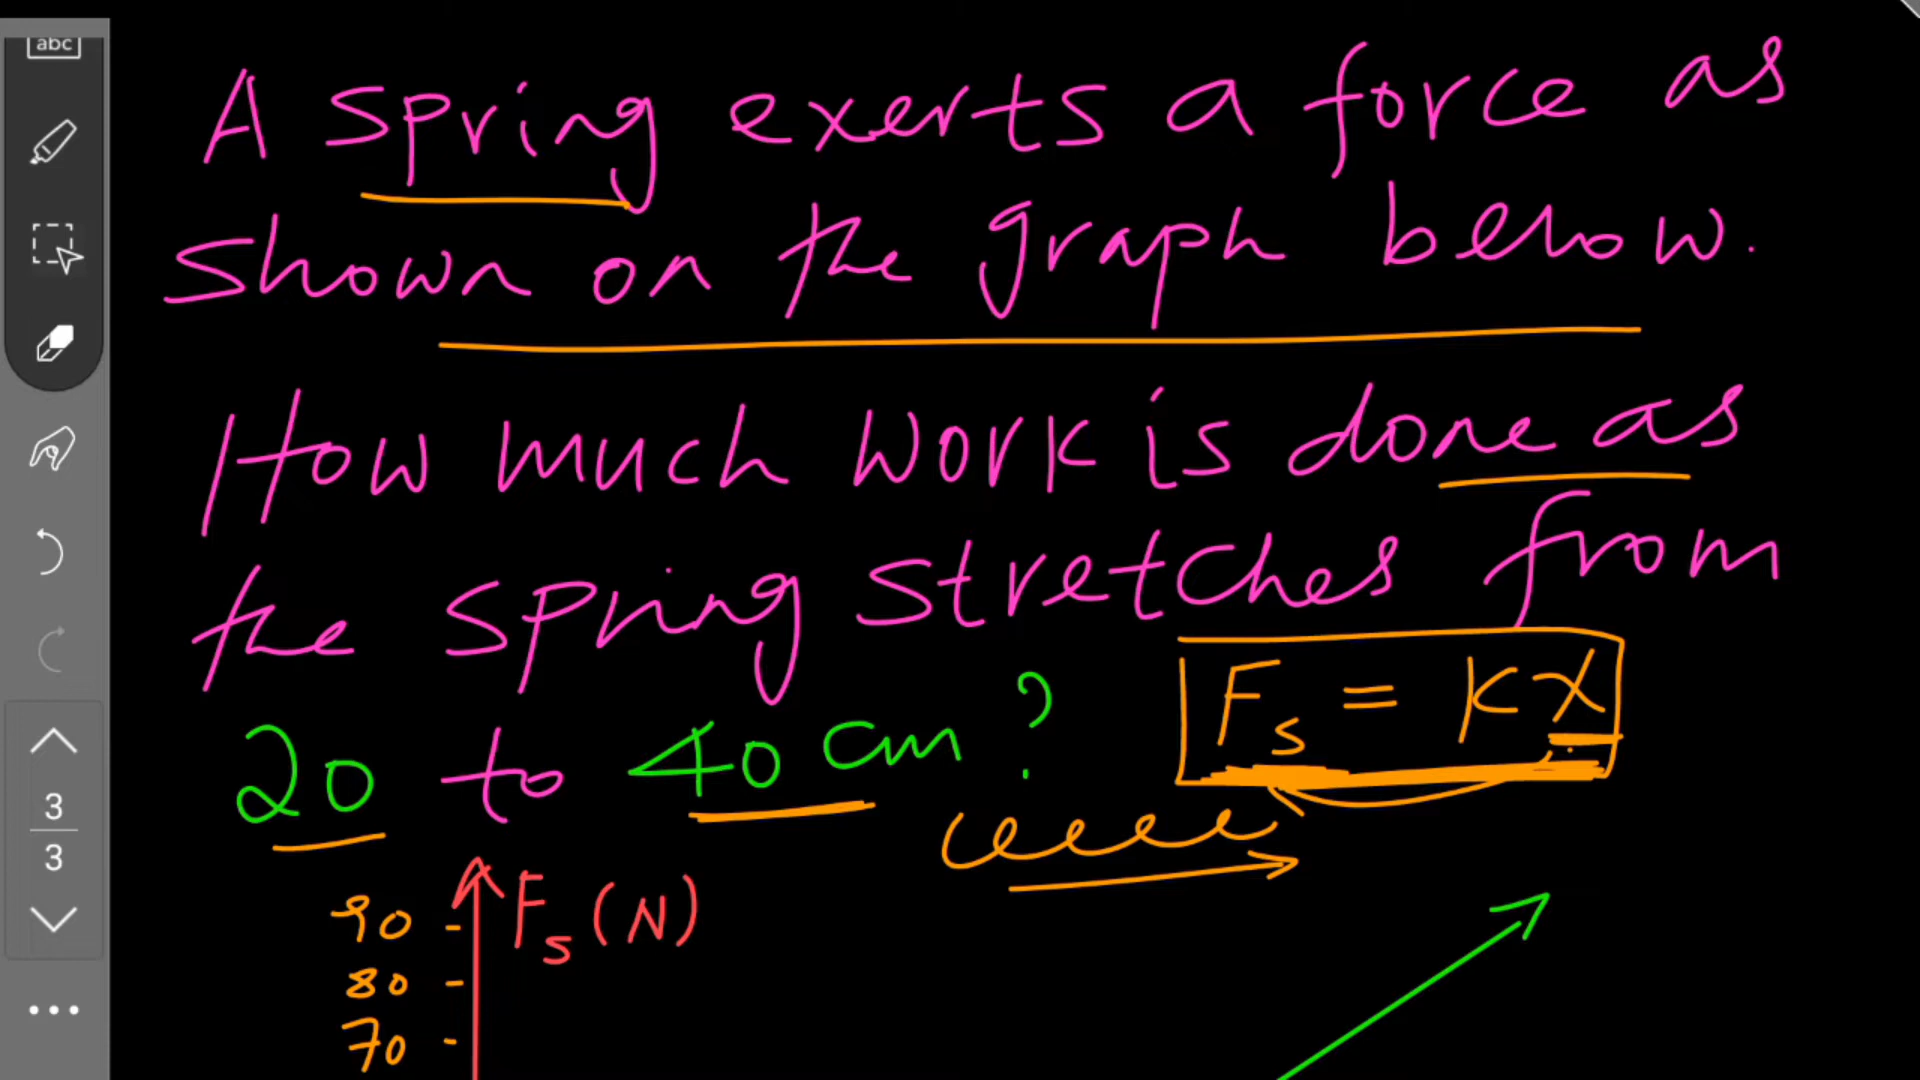 abc
A spring exerts a force as
shown on the graph below.
How much work is done as
the spring stretches from
20 to 40 cm?
Fs = kx
Fs (N)
90
80
70
3
3